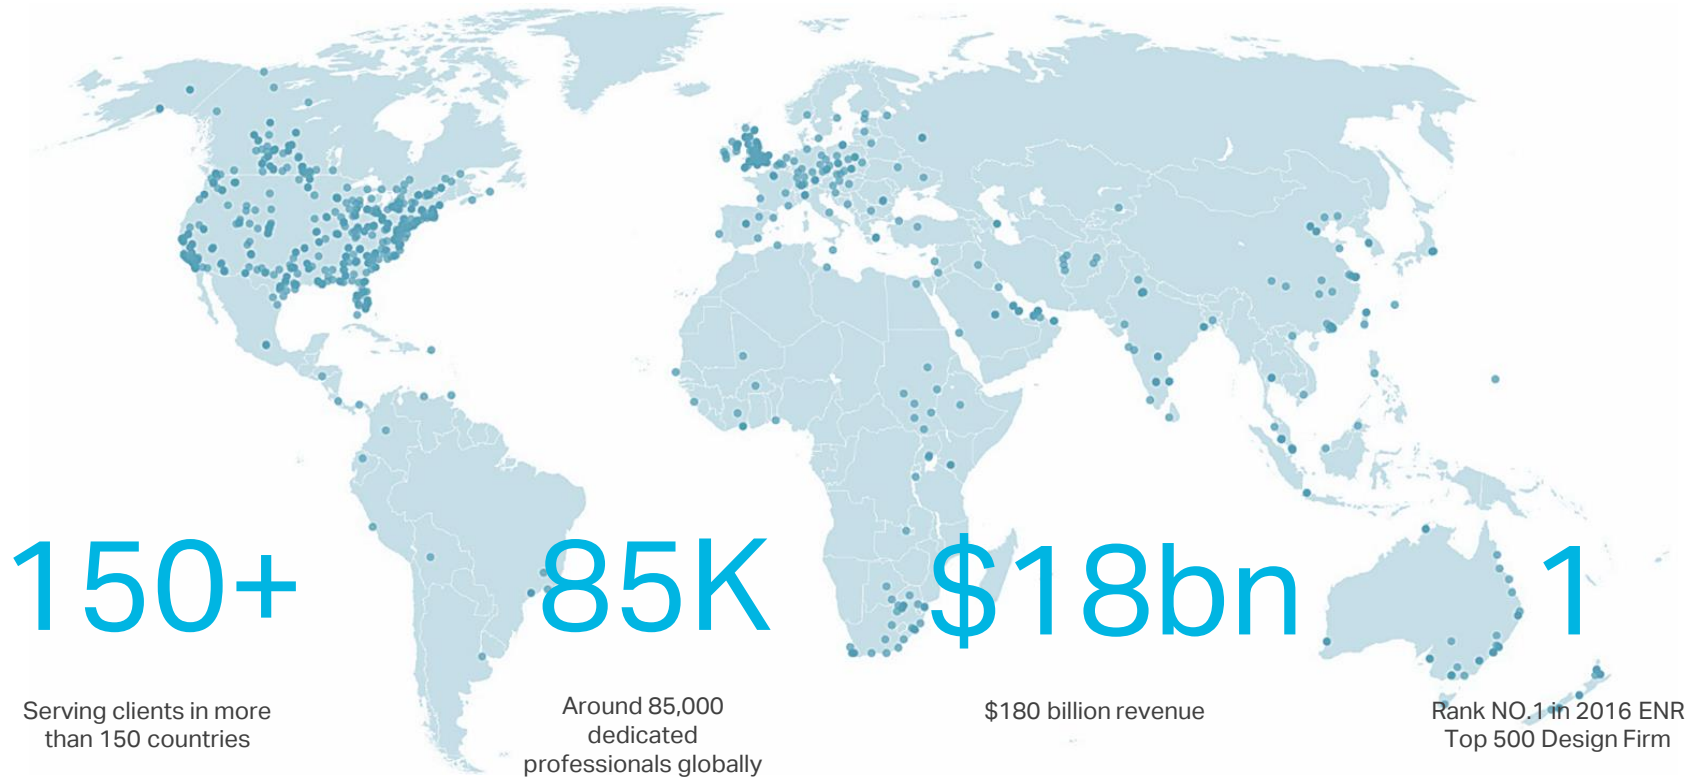 150+
85K
$18bn
1
Serving clients in more
than 150 countries
Around 85,000
dedicated
professionals globally
$180 billion revenue
Rank NO.1 in 2016 ENR
Top 500 Design Firm